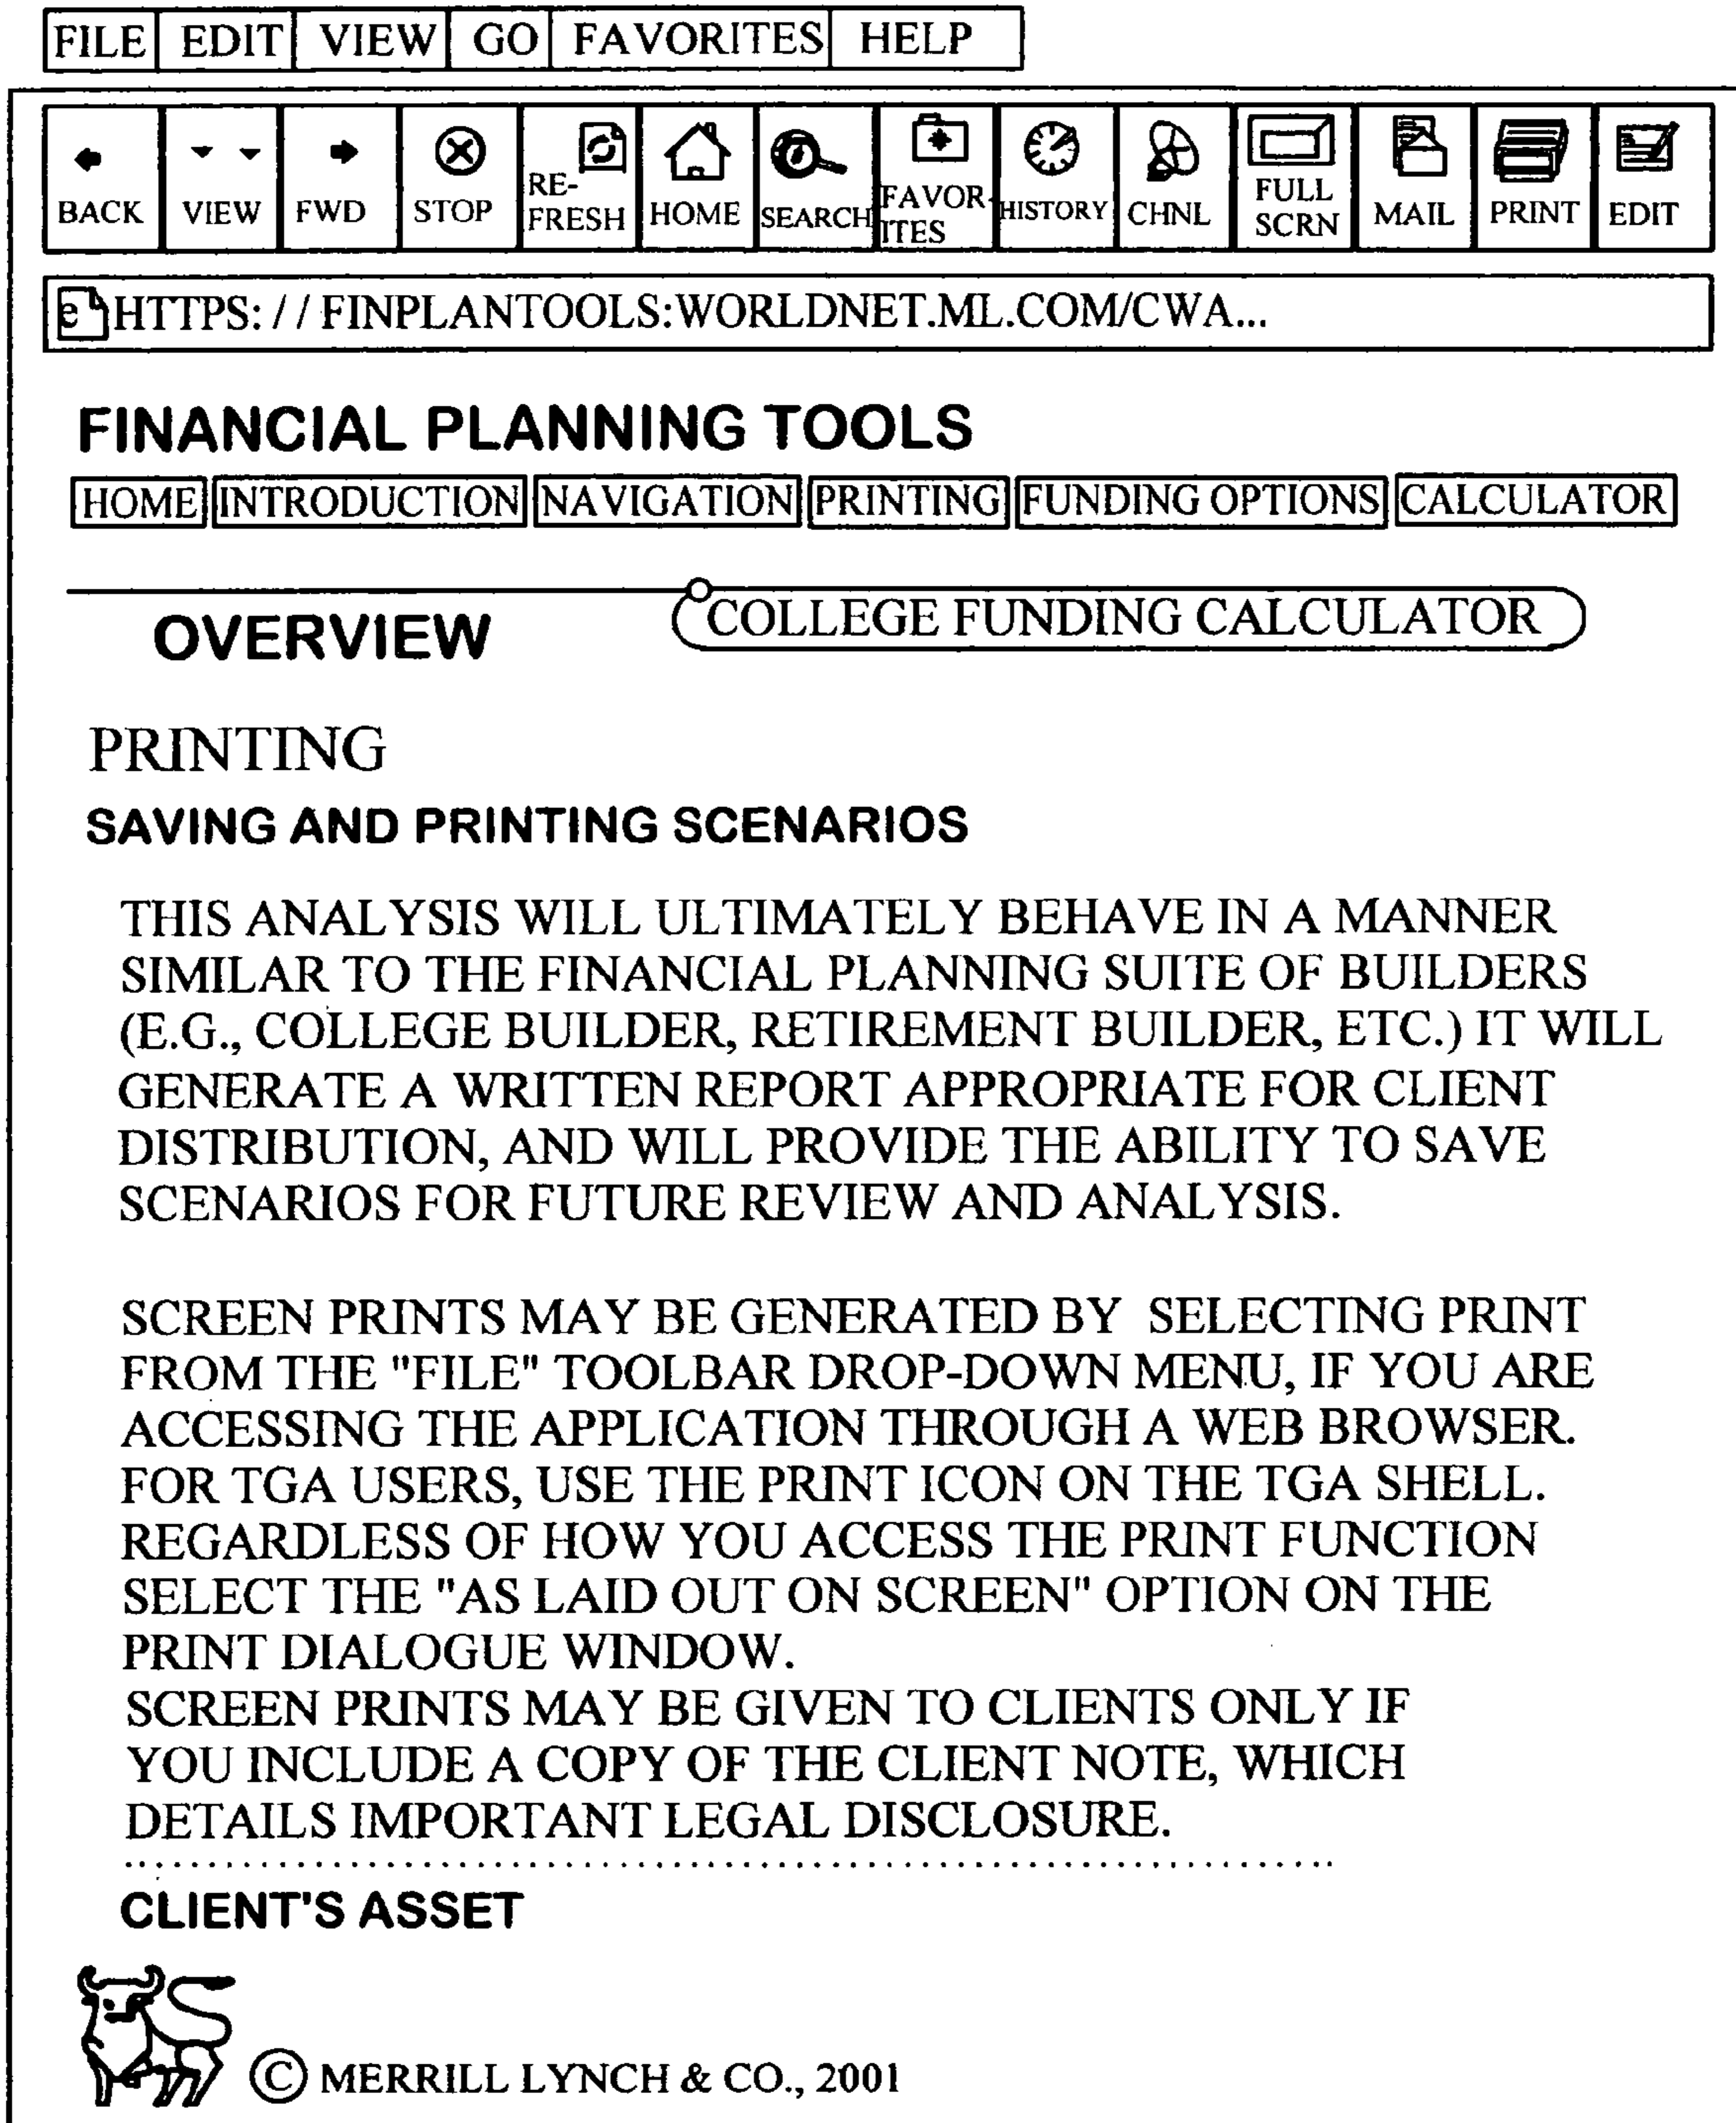 FILE EDIT VIEW GO FAVORITES HELP
BACK VIEW FWD STOP RE-FRESH HOME SEARCH FAVOR-ITES HISTORY CHNL FULL SCRN MAIL PRINT EDIT
HTTPS: // FINPLANTOOLS:WORLDNET.ML.COM/CWA...
FINANCIAL PLANNING TOOLS
HOME INTRODUCTION NAVIGATION PRINTING FUNDING OPTIONS CALCULATOR
OVERVIEW COLLEGE FUNDING CALCULATOR
PRINTING
SAVING AND PRINTING SCENARIOS
THIS ANALYSIS WILL ULTIMATELY BEHAVE IN A MANNER
SIMILAR TO THE FINANCIAL PLANNING SUITE OF BUILDERS
(E.G., COLLEGE BUILDER, RETIREMENT BUILDER, ETC.) IT WILL
GENERATE A WRITTEN REPORT APPROPRIATE FOR CLIENT
DISTRIBUTION, AND WILL PROVIDE THE ABILITY TO SAVE
SCENARIOS FOR FUTURE REVIEW AND ANALYSIS.
SCREEN PRINTS MAY BE GENERATED BY SELECTING PRINT
FROM THE "FILE" TOOLBAR DROP-DOWN MENU, IF YOU ARE
ACCESSING THE APPLICATION THROUGH A WEB BROWSER.
FOR TGA USERS, USE THE PRINT ICON ON THE TGA SHELL.
REGARDLESS OF HOW YOU ACCESS THE PRINT FUNCTION
SELECT THE "AS LAID OUT ON SCREEN" OPTION ON THE
PRINT DIALOGUE WINDOW.
SCREEN PRINTS MAY BE GIVEN TO CLIENTS ONLY IF
YOU INCLUDE A COPY OF THE CLIENT NOTE, WHICH
DETAILS IMPORTANT LEGAL DISCLOSURE.
CLIENT'S ASSET
© MERRILL LYNCH & CO., 2001